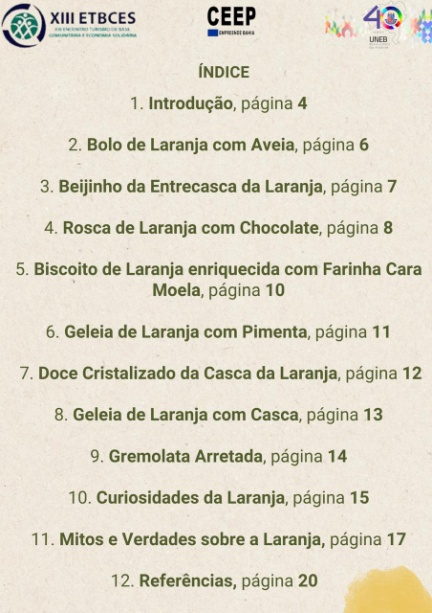 XIII ETBCES
XIII ENCONTRO TURISMO DE BASE
COMUNITÁRIA E ECONOMIA SOLIDÁRIA
CEEP
EMPREENDE BAHIA
40
UNEB
ÍNDICE
1. Introdução, página 4
2. Bolo de Laranja com Aveia, página 6
3. Beijinho da Entrecasca da Laranja, página 7
4. Rosca de Laranja com Chocolate, página 8
5. Biscoito de Laranja enriquecida com Farinha Cara
Moela, página 10
6. Geleia de Laranja com Pimenta, página 11
7. Doce Cristalizado da Casca da Laranja, página 12
8. Geleia de Laranja com Casca, página 13
9. Gremolata Arretada, página 14
10. Curiosidades da Laranja, página 15
11. Mitos e Verdades sobre a Laranja, página 17
12. Referências, página 20